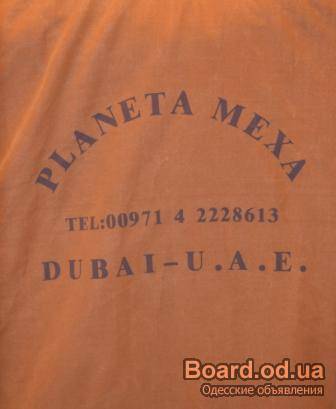 PLANETA MEXA
TEL:00971 4 2228613
DUBAI-U.A.E.
Board.od.ua
Одесские объявления